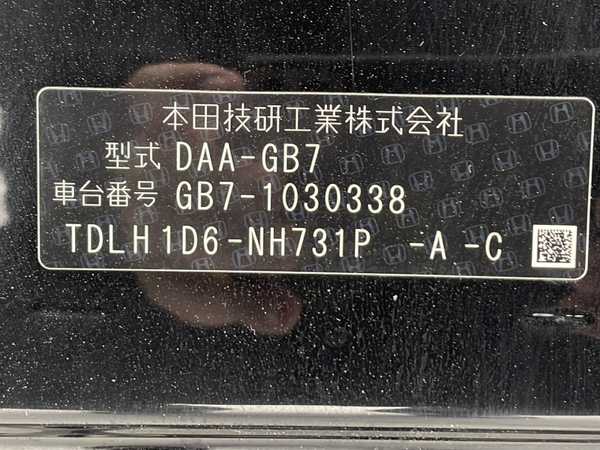 本田技研工業株式会社
型式 DAA-GB7
車台番号 GB7-1030338
TDLH1D6-NH731P -A -C